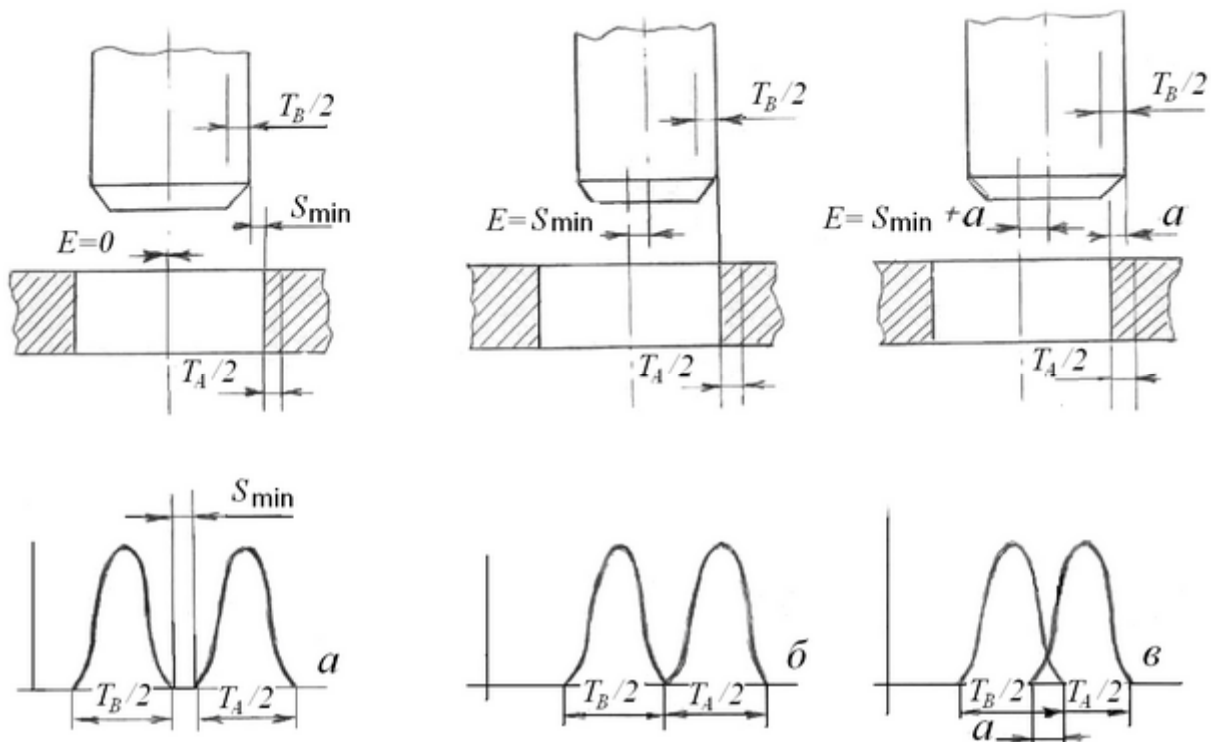 T_B/2
T_B/2
T_B/2
S_min
E=0
E=S_min
E=S_min+a
a
T_A/2
T_A/2
T_A/2
S_min
а
б
в
T_B/2
T_A/2
T_B/2
T_A/2
T_B/2
T_A/2
a